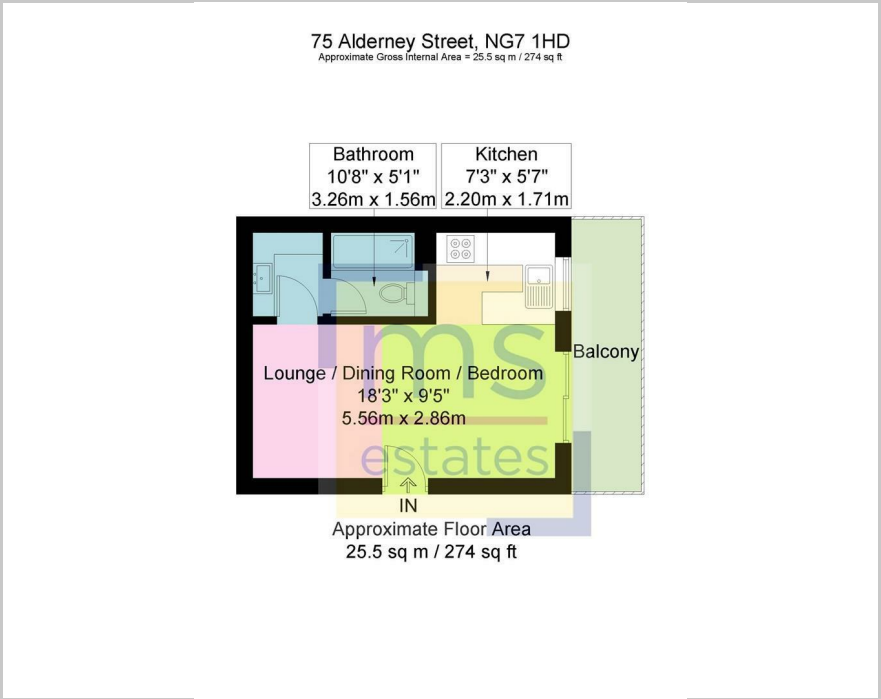 75 Alderney Street, NG7 1HD
Approximate Gross Internal Area = 25.5 sq m / 274 sq ft
Bathroom
10'8" x 5'1"
3.26m x 1.56m
Kitchen
7'3" x 5'7"
2.20m x 1.71m
Balcony
Lounge / Dining Room / Bedroom
18'3" x 9'5"
5.56m x 2.86m
ms
estates
IN
Approximate Floor Area
25.5 sq m / 274 sq ft